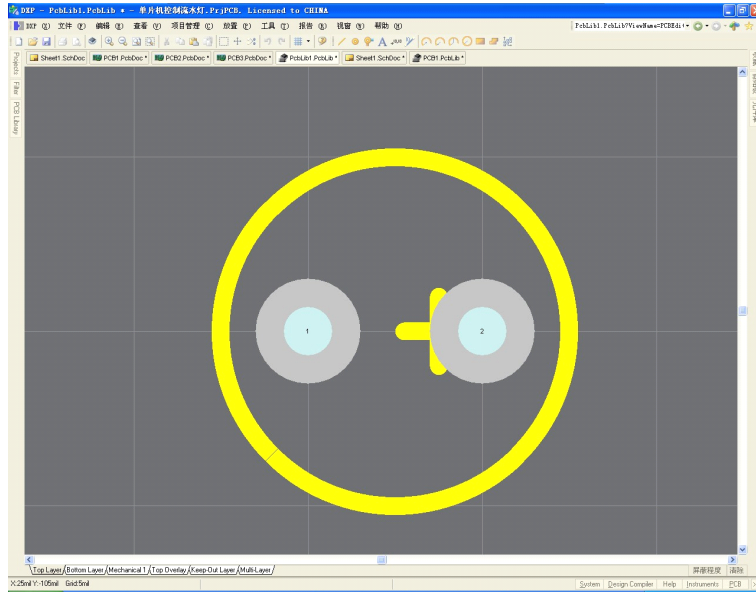 DXP - PcbLib1.PcbLib * - 单片机控制流水灯.PrjPCB. Licensed to CHINA
DXP (X) 文件 (F) 编辑 (E) 查看 (V) 项目管理 (C) 放置 (P) 工具 (T) 报告 (R) 视窗 (W) 帮助 (H)
PcbLib1.PcbLib?ViewName=PCBEdit
Sheet1.SchDoc PCB1.PcbDoc * PCB2.PcbDoc * PCB3.PcbDoc * PcbLib1.PcbLib * Sheet1.SchDoc * PCB1.PcbLib *
Projects
Filter
PCB Library
1
2
Top Layer Bottom Layer Mechanical 1 Top Overlay Keep-Out Layer Multi-Layer
屏蔽程度 清除
X:25mil Y:-105mil Grid:5mil
System Design Compiler Help Instruments PCB